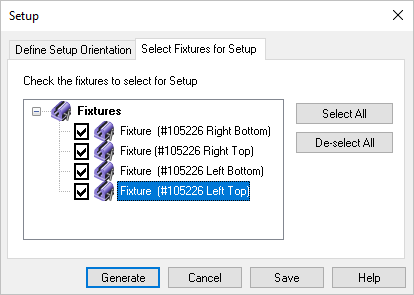 Setup
Define Setup Orientation
Select Fixtures for Setup
Check the fixtures to select for Setup
Fixtures
Fixture (#105226 Right Bottom)
Fixture (#105226 Right Top)
Fixture (#105226 Left Bottom)
Fixture (#105226 Left Top)
Select All
De-select All
Generate
Cancel
Save
Help